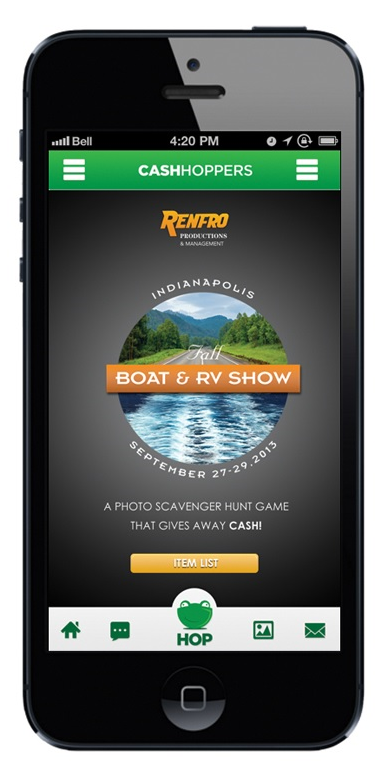 Bell 4:20 PM
CASHHOPPERS
RENFRO
PRODUCTIONS
& MANAGEMENT
INDIANAPOLIS
Fall
BOAT & RV SHOW
SEPTEMBER 27-29, 2013
A PHOTO SCAVENGER HUNT GAME
THAT GIVES AWAY CASH!
ITEM LIST
HOP